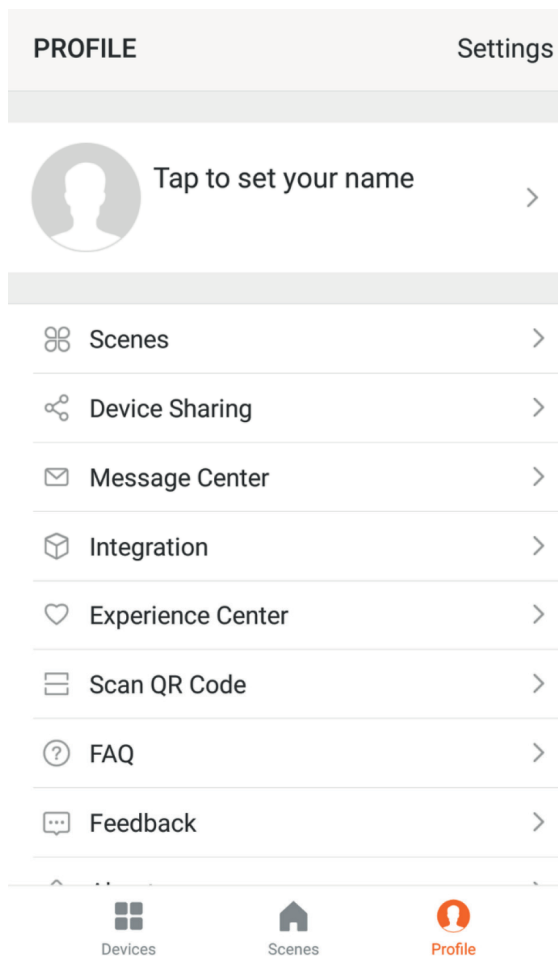 PROFILE Settings
Tap to set your name
Scenes
Device Sharing
Message Center
Integration
Experience Center
Scan QR Code
FAQ
Feedback
Devices Scenes Profile